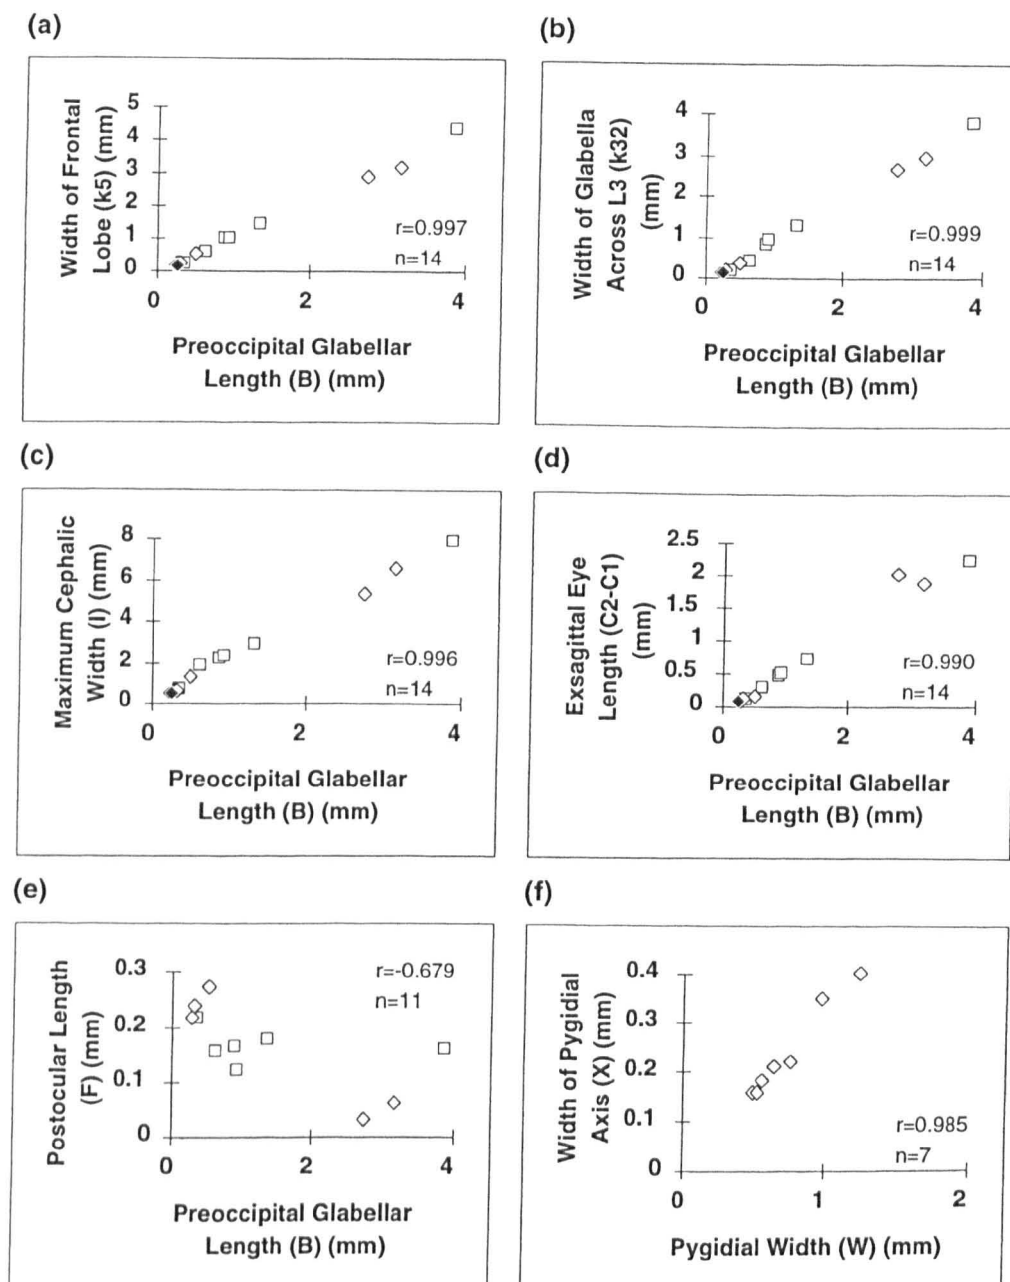 (a)
5
4
3
2
1
0
Width of Frontal
Lobe (k5) (mm)
r=0.997
n=14
0
2
4
Preoccipital Glabellar
Length (B) (mm)
(b)
4
3
2
1
0
Width of Glabella
Across L3 (k32)
(mm)
r=0.999
n=14
0
2
4
Preoccipital Glabellar
Length (B) (mm)
(c)
8
6
4
2
0
Maximum Cephalic
Width (I) (mm)
r=0.996
n=14
0
2
4
Preoccipital Glabellar
Length (B) (mm)
(d)
2.5
2
1.5
1
0.5
0
Exsagittal Eye
Length (C2-C1)
(mm)
r=0.990
n=14
0
2
4
Preoccipital Glabellar
Length (B) (mm)
(e)
0.3
0.2
0.1
0
Postocular Length
(F) (mm)
r=-0.679
n=11
0
2
4
Preoccipital Glabellar
Length (B) (mm)
(f)
0.4
0.3
0.2
0.1
0
Width of Pygidial
Axis (X) (mm)
r=0.985
n=7
0
1
2
Pygidial Width (W) (mm)